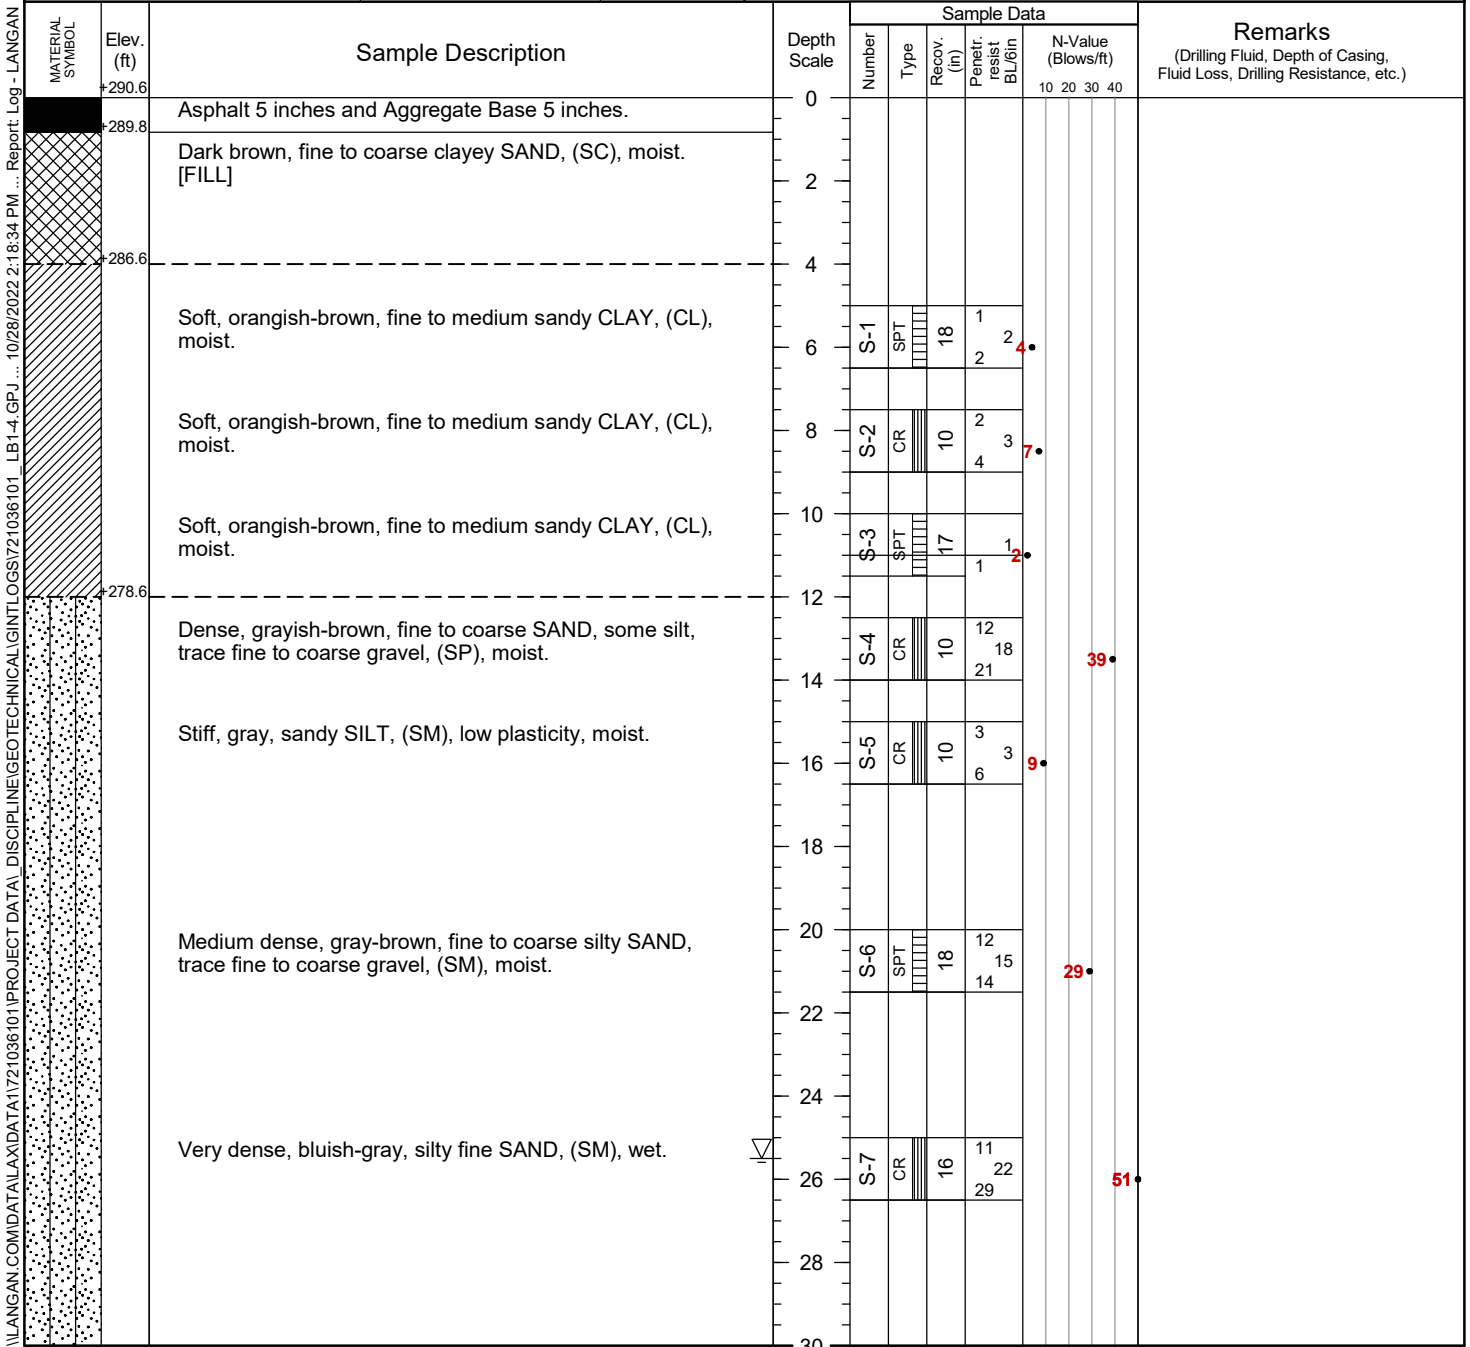 \\LANGAN.COM\DATA\LAX\DATA1\721036101\PROJECT DATA\_DISCIPLINE\GEOTECHNICAL\GINTLOGS\721036101_ LB1-4.GPJ ... 10/28/2022 2:18:34 PM ... Report: Log - LANGAN
MATERIAL
SYMBOL
Elev.
(ft)
Sample Description
Depth
Scale
Sample Data
Number
Type
Recov.
(in)
Penetr.
resist
BL/6in
N-Value
(Blows/ft)
10 20 30 40
Remarks
(Drilling Fluid, Depth of Casing,
Fluid Loss, Drilling Resistance, etc.)
+290.6
0
Asphalt 5 inches and Aggregate Base 5 inches.
+289.8
Dark brown, fine to coarse clayey SAND, (SC), moist.
[FILL]
2
+286.6
4
Soft, orangish-brown, fine to medium sandy CLAY, (CL),
moist.
6
S-1
SPT
18
1
2
2
4
Soft, orangish-brown, fine to medium sandy CLAY, (CL),
moist.
8
S-2
CR
10
2
3
4
7
10
Soft, orangish-brown, fine to medium sandy CLAY, (CL),
moist.
S-3
SPT
17
1
1
2
+278.6
12
Dense, grayish-brown, fine to coarse SAND, some silt,
trace fine to coarse gravel, (SP), moist.
S-4
CR
10
12
18
21
39
14
Stiff, gray, sandy SILT, (SM), low plasticity, moist.
16
S-5
CR
10
3
3
6
9
18
20
Medium dense, gray-brown, fine to coarse silty SAND,
trace fine to coarse gravel, (SM), moist.
S-6
SPT
18
12
15
14
29
22
24
Very dense, bluish-gray, silty fine SAND, (SM), wet.
26
S-7
CR
16
11
22
29
51
28
30